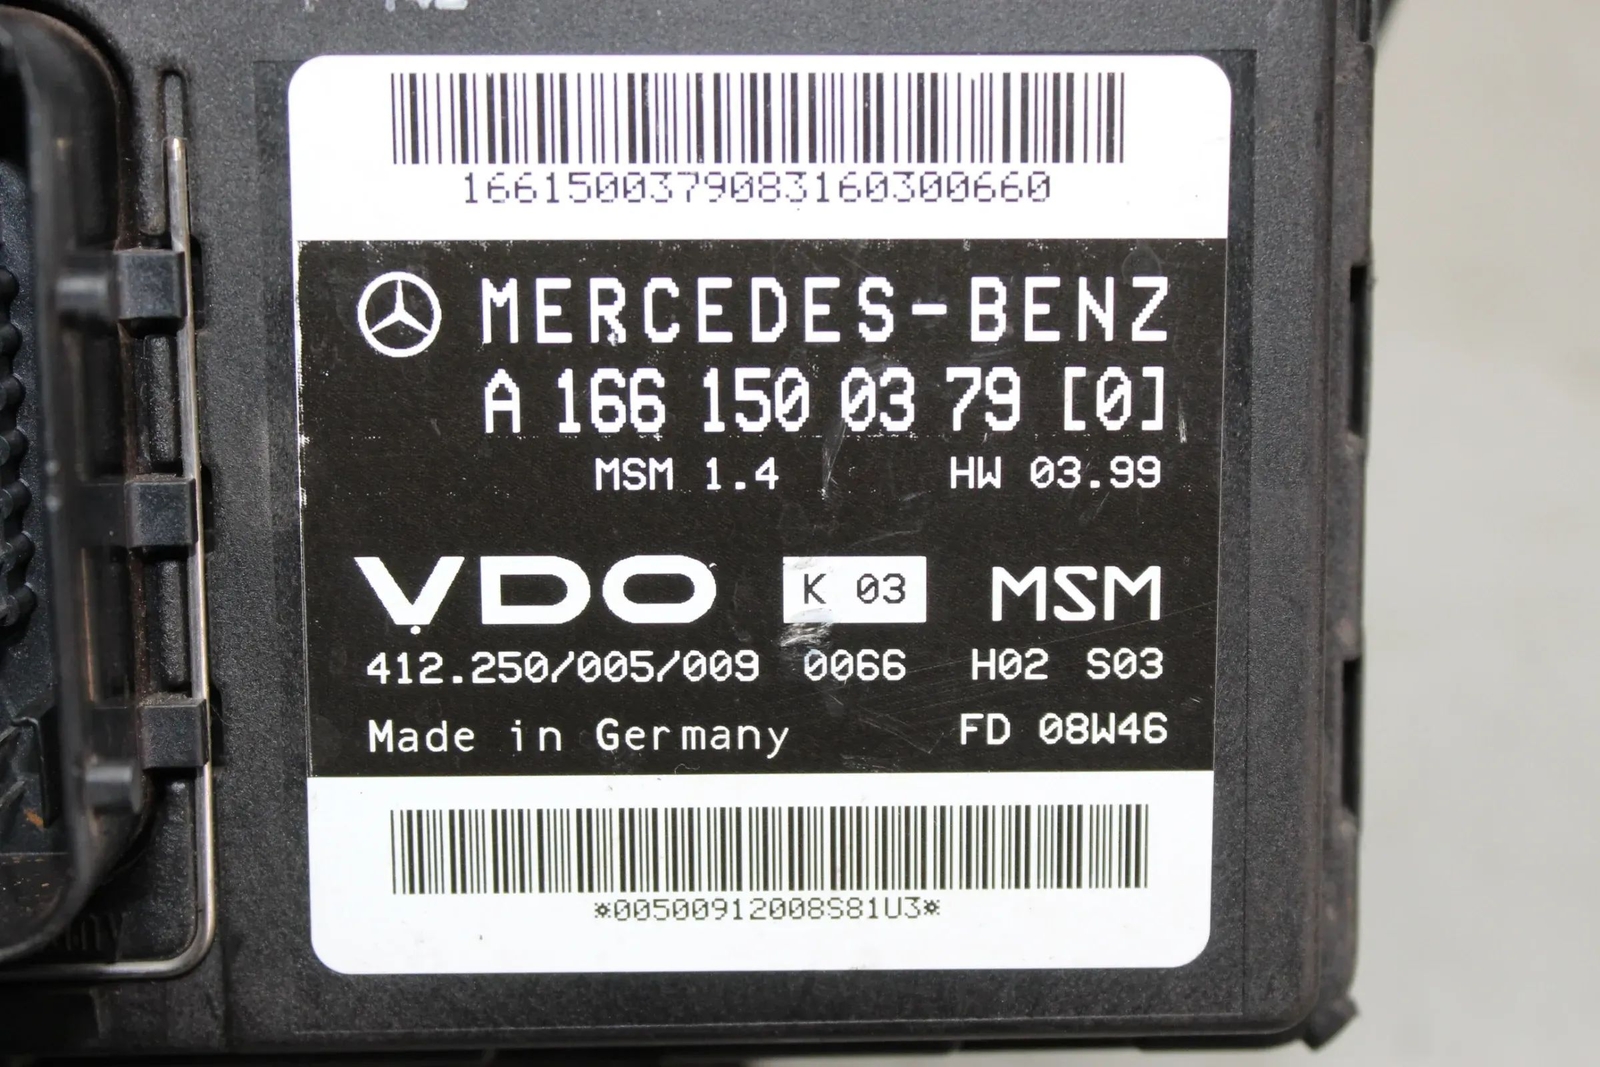 1661500379083160300660
MERCEDES-BENZ
A 166 150 03 79 [0]
MSM 1.4 HW 03.99
VDO K 03 MSM
412.250/005/009 0066 H02 S03
Made in Germany FD 08W46
*00500912008S81U3*